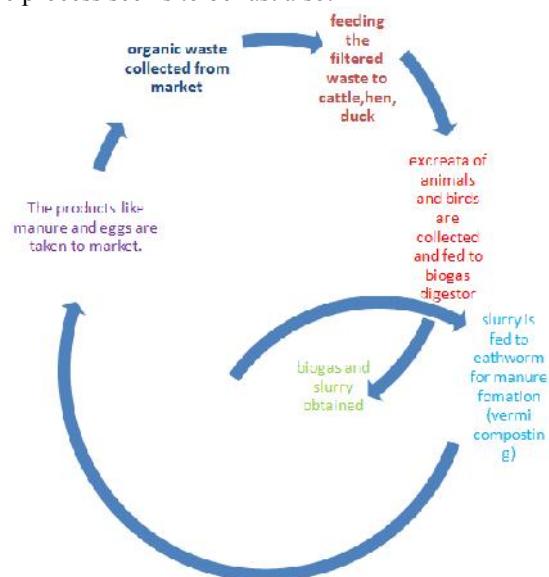 organic waste
collected from
market
feeding
the
filtered
waste to
cattle,hen,
duck
excreata of
animals
and birds
are
collected
and fed to
biogas
digestor
slurry is
fed to
eathworm
for manure
fomation
(vermi
compostin
g)
biogas and
slurry
obtained
The products like
manure and eggs are
taken to market.